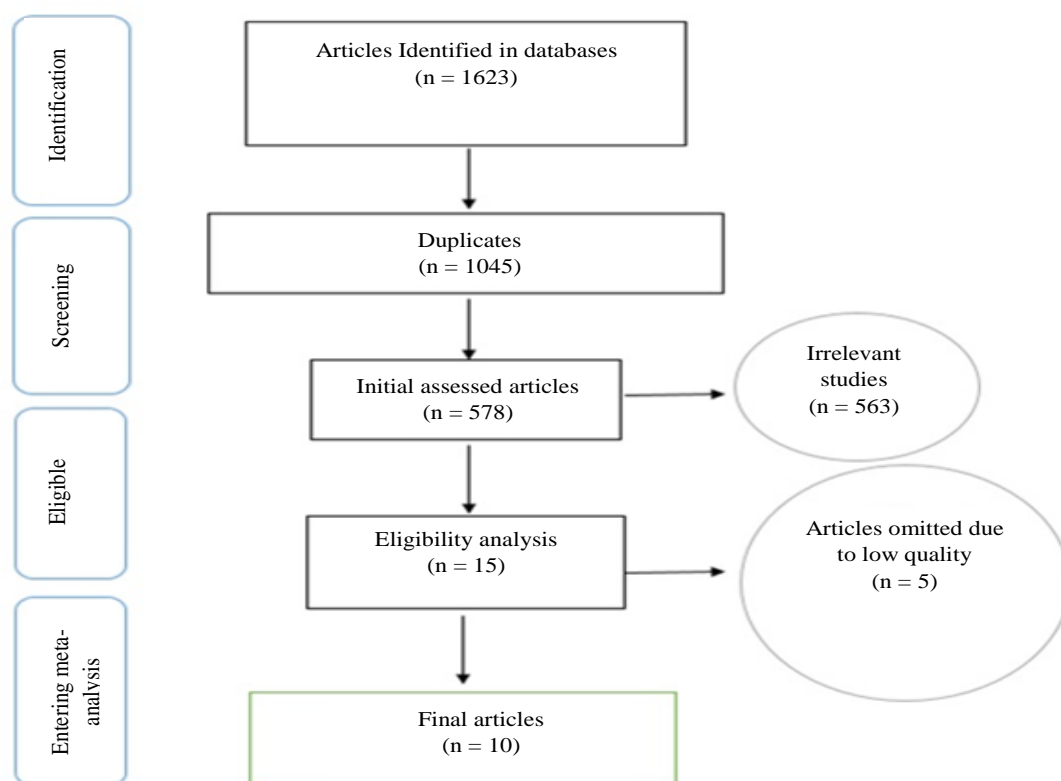 Identification
Articles Identified in databases
(n = 1623)
Screening
Duplicates
(n = 1045)
Initial assessed articles
(n = 578)
Irrelevant
studies
(n = 563)
Eligible
Eligibility analysis
(n = 15)
Articles omitted due
to low quality
(n = 5)
Entering meta-
analysis
Final articles
(n = 10)